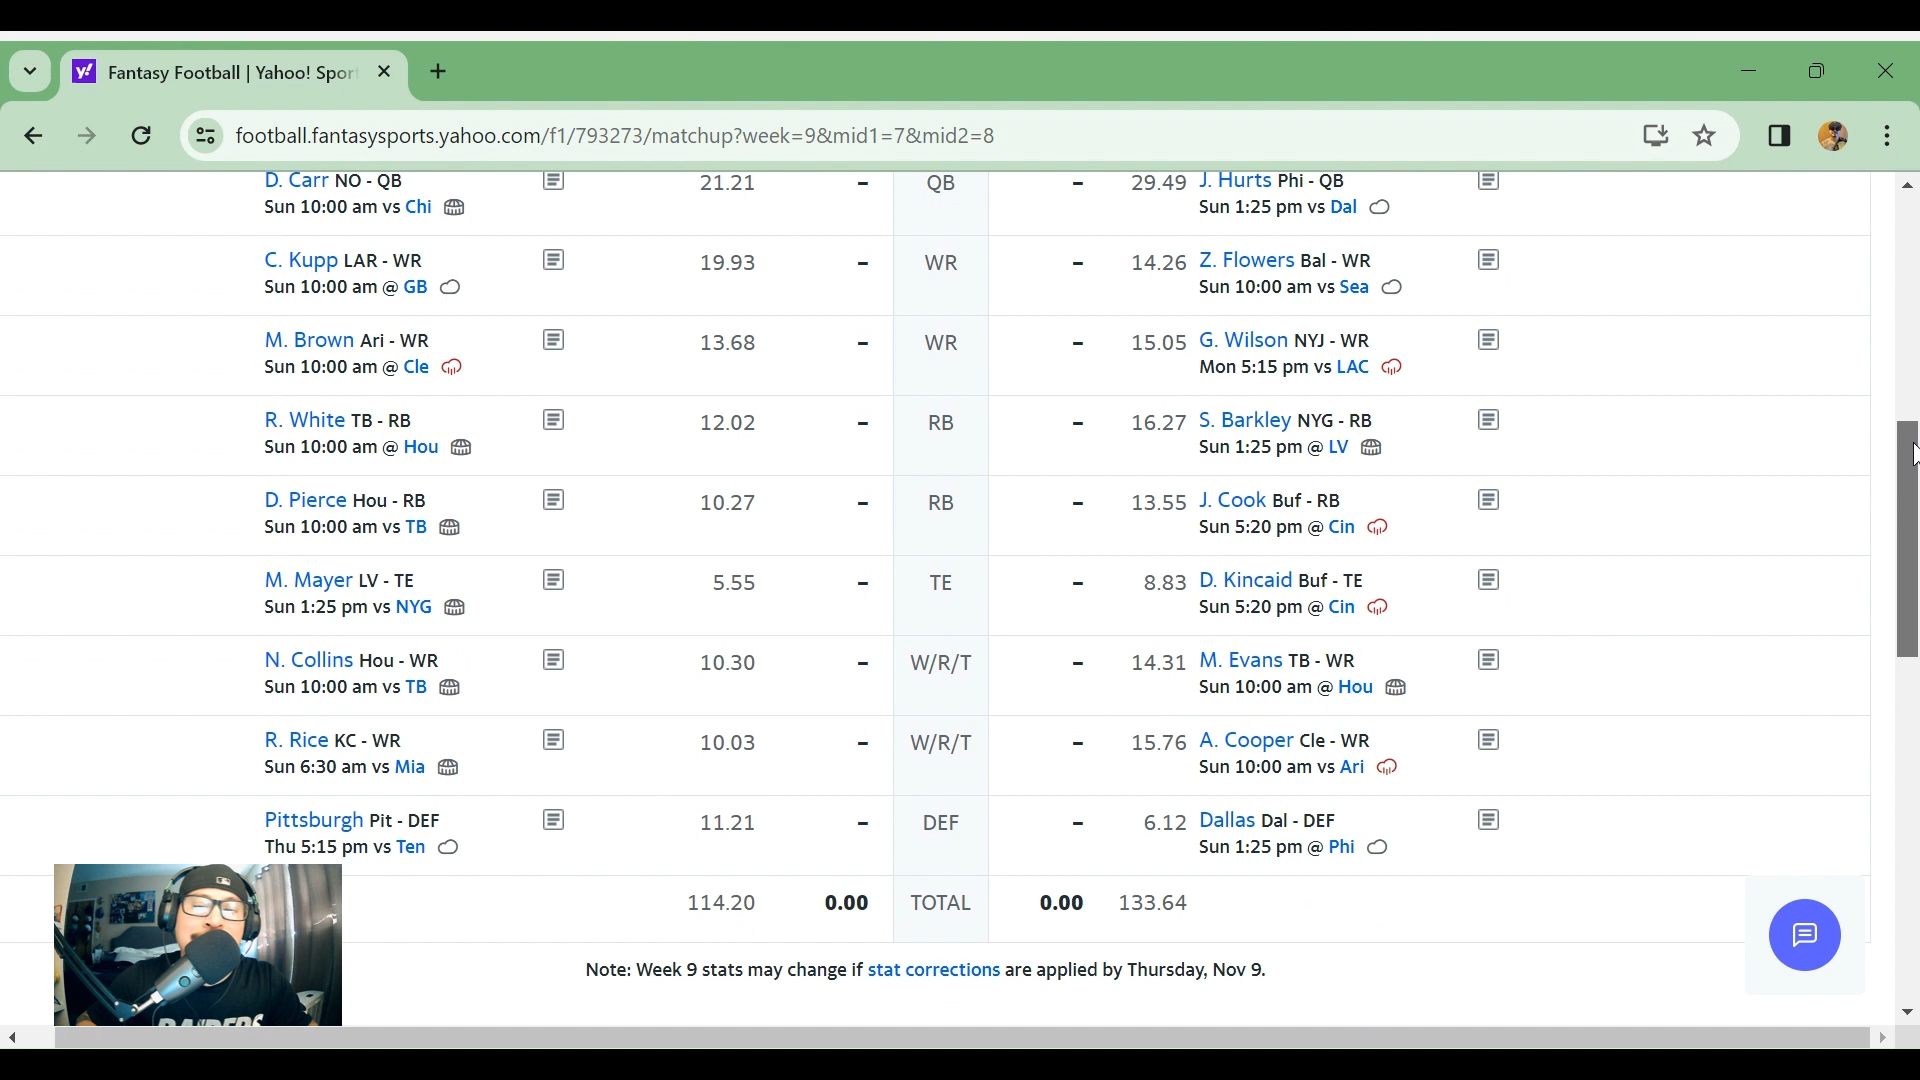 Fantasy Football | Yahoo! Spor
football.fantasysports.yahoo.com/f1/793273/matchup?week=9&mid1=7&mid2=8
D. Carr NO - QB 21.21 – QB – 29.49 J. Hurts Phi - QB
Sun 10:00 am vs Chi Sun 1:25 pm vs Dal
C. Kupp LAR - WR 19.93 – WR – 14.26 Z. Flowers Bal - WR
Sun 10:00 am @ GB Sun 10:00 am vs Sea
M. Brown Ari - WR 13.68 – WR – 15.05 G. Wilson NYJ - WR
Sun 10:00 am @ Cle Mon 5:15 pm vs LAC
R. White TB - RB 12.02 – RB – 16.27 S. Barkley NYG - RB
Sun 10:00 am @ Hou Sun 1:25 pm @ LV
D. Pierce Hou - RB 10.27 – RB – 13.55 J. Cook Buf - RB
Sun 10:00 am vs TB Sun 5:20 pm @ Cin
M. Mayer LV - TE 5.55 – TE – 8.83 D. Kincaid Buf - TE
Sun 1:25 pm vs NYG Sun 5:20 pm @ Cin
N. Collins Hou - WR 10.30 – W/R/T – 14.31 M. Evans TB - WR
Sun 10:00 am vs TB Sun 10:00 am @ Hou
R. Rice KC - WR 10.03 – W/R/T – 15.76 A. Cooper Cle - WR
Sun 6:30 am vs Mia Sun 10:00 am vs Ari
Pittsburgh Pit - DEF 11.21 – DEF – 6.12 Dallas Dal - DEF
Thu 5:15 pm vs Ten Sun 1:25 pm @ Phi
114.20 0.00 TOTAL 0.00 133.64
Note: Week 9 stats may change if stat corrections are applied by Thursday, Nov 9.
RAIDERS